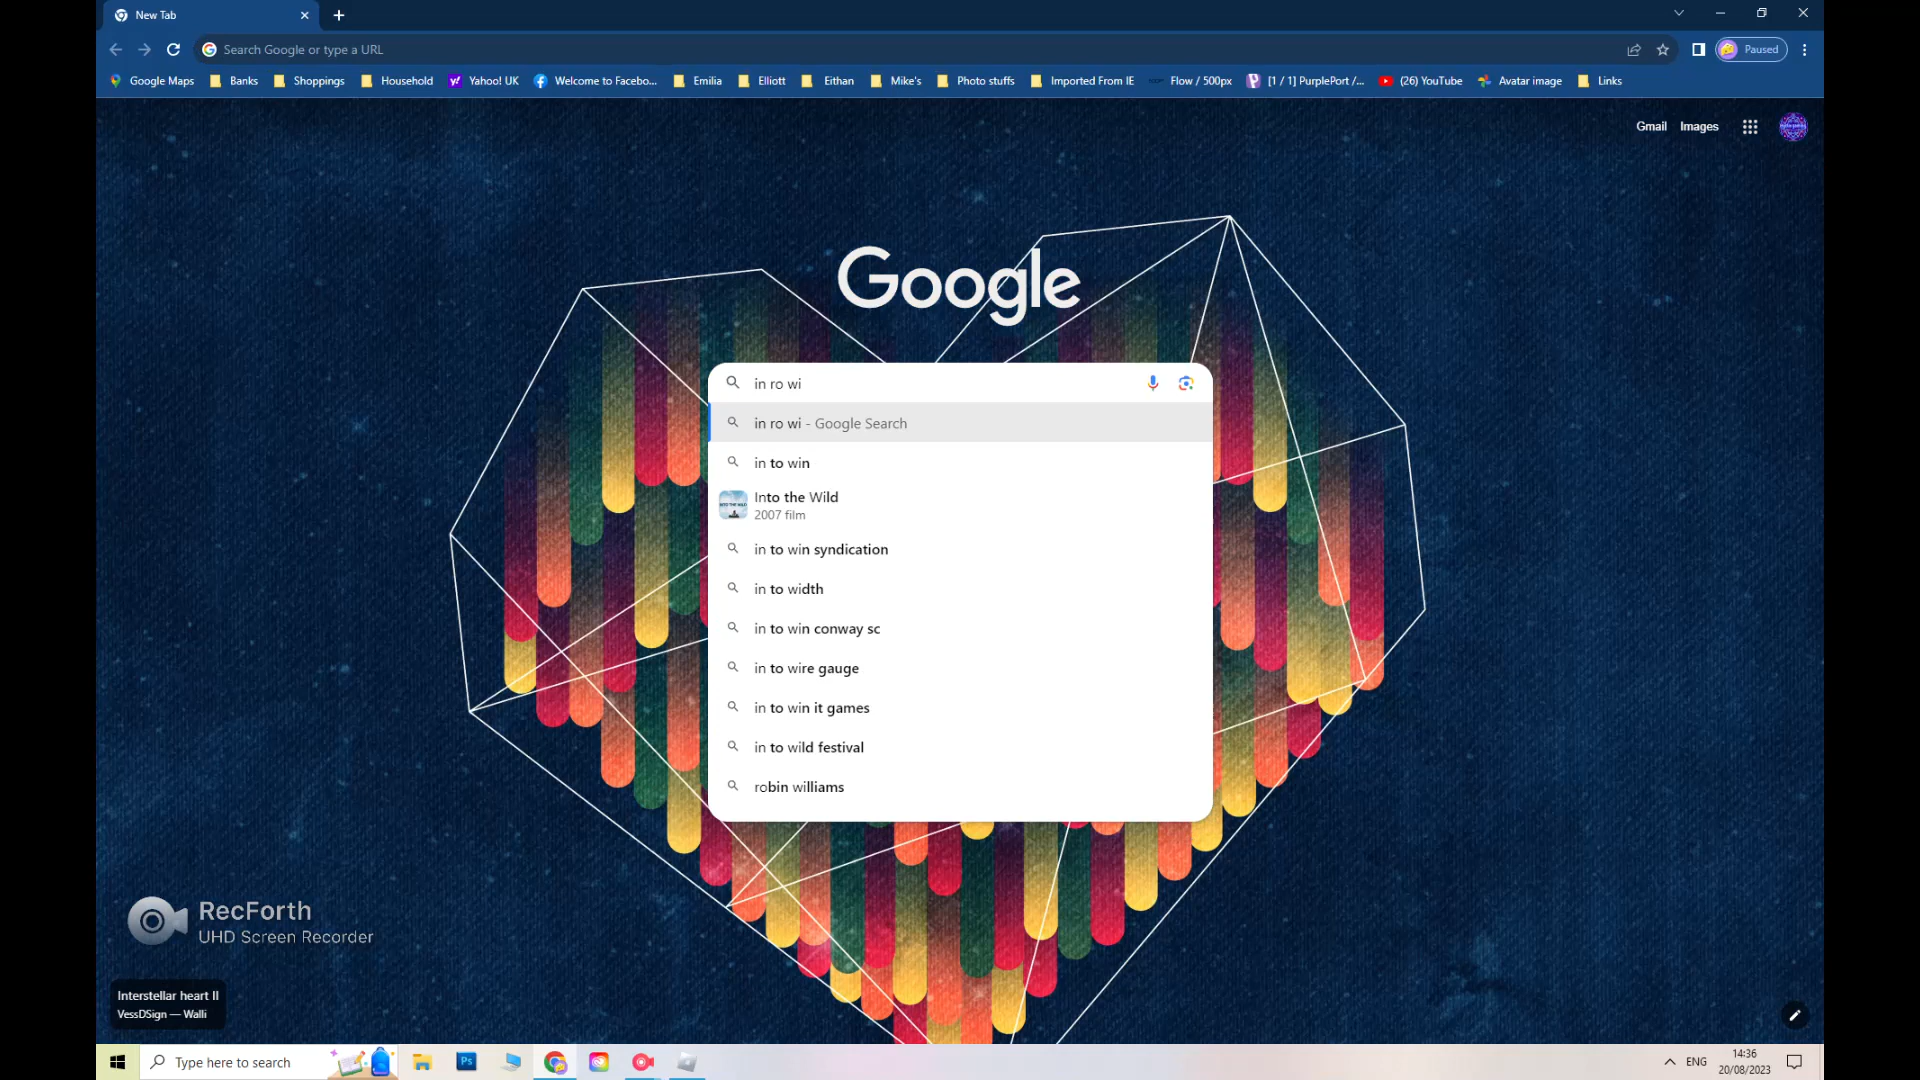 New Tab
Search Google or type a URL
Paused
Google Maps Banks Shoppings Household Yahoo! UK Welcome to Facebo... Emilia Elliott Eithan Mike's Photo stuffs Imported From IE Flow / 500px [1 / 1] PurplePort /... (26) YouTube Avatar image Links
Gmail Images
Google
in ro wi
in ro wi - Google Search
in to win
Into the Wild
2007 film
in to win syndication
in to width
in to win conway sc
in to wire gauge
in to win it games
in to wild festival
robin williams
RecForth
UHD Screen Recorder
Interstellar heart II
VessDSign — Walli
Type here to search
Ps
ENG
14:36
20/08/2023